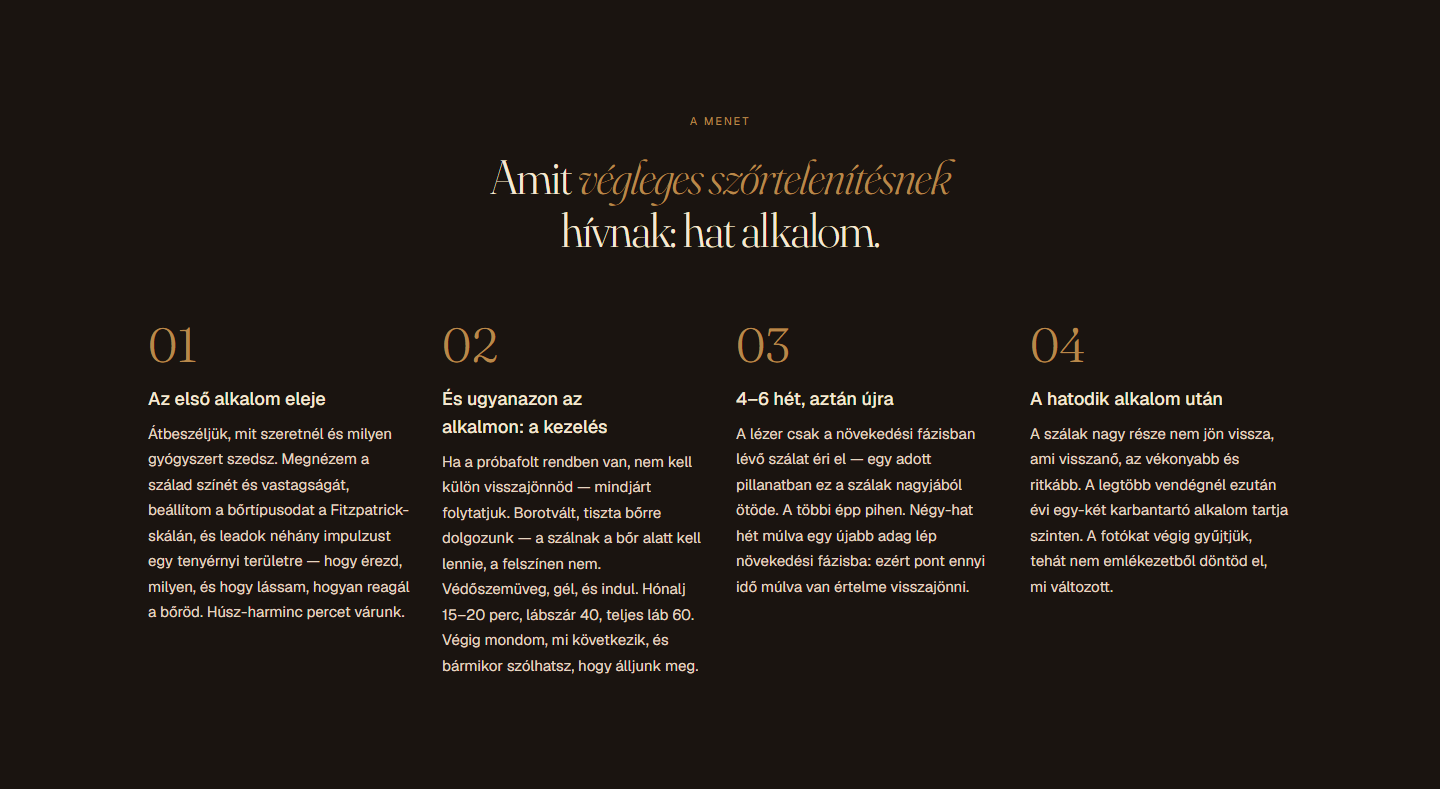 A MENET
Amit végleges szőrtelenítésnek
hívnak: hat alkalom.
01
Az első alkalom eleje
Átbeszéljük, mit szeretnél és milyen
gyógyszert szedsz. Megnézem a
szálad színét és vastagságát,
beállítom a bőrtípusodat a Fitzpatrick-
skálán, és leadok néhány impulzust
egy tenyérnyi területre — hogy érezd,
milyen, és hogy lássam, hogyan reagál
a bőröd. Húsz-harminc percet várunk.
02
És ugyanazon az
alkalmon: a kezelés
Ha a próbafolt rendben van, nem kell
külön visszajönnöd — mindjárt
folytatjuk. Borotvált, tiszta bőrre
dolgozunk — a szálnak a bőr alatt kell
lennie, a felszínen nem.
Védőszemüveg, gél, és indul. Hónalj
15–20 perc, lábszár 40, teljes láb 60.
Végig mondom, mi következik, és
bármikor szólhatsz, hogy álljunk meg.
03
4–6 hét, aztán újra
A lézer csak a növekedési fázisban
lévő szálat éri el — egy adott
pillanatban ez a szálak nagyjából
ötöde. A többi épp pihen. Négy-hat
hét múlva egy újabb adag lép
növekedési fázisba: ezért pont ennyi
idő múlva van értelme visszajönni.
04
A hatodik alkalom után
A szálak nagy része nem jön vissza,
ami visszanő, az vékonyabb és
ritkább. A legtöbb vendégnél ezután
évi egy-két karbantartó alkalom tartja
szinten. A fotókat végig gyűjtjük,
tehát nem emlékezetből döntöd el,
mi változott.